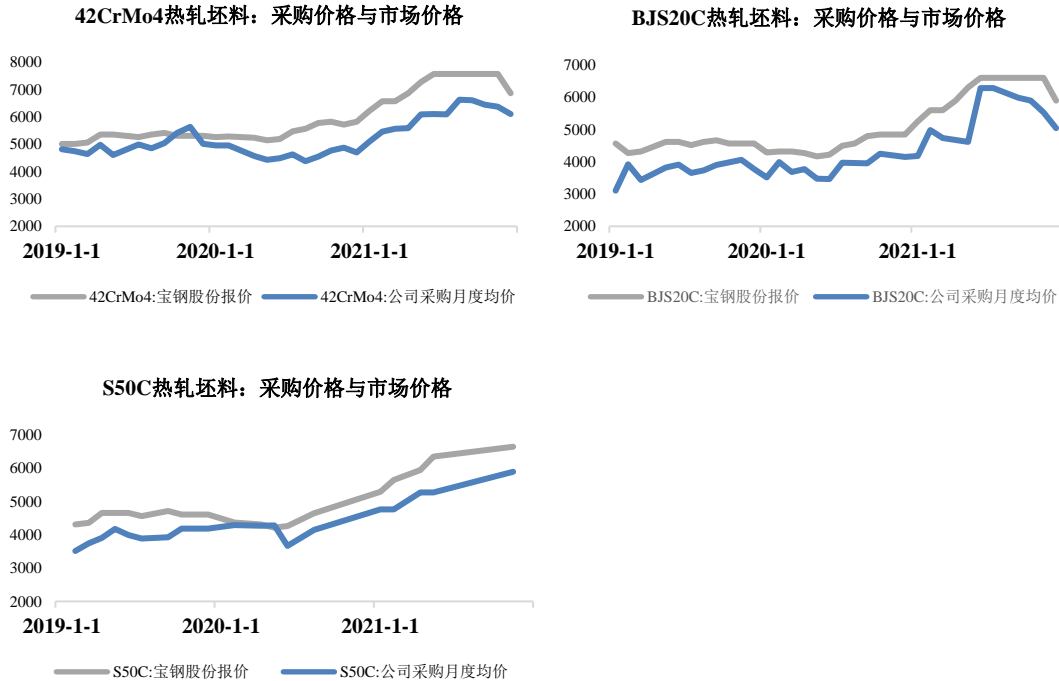 42CrMo4热轧坯料：采购价格与市场价格
8000
7000
6000
5000
4000
3000
2000
2019-1-1 2020-1-1 2021-1-1
42CrMo4:宝钢股份报价 42CrMo4:公司采购月度均价
BJS20C热轧坯料：采购价格与市场价格
7000
6000
5000
4000
3000
2000
2019-1-1 2020-1-1 2021-1-1
BJS20C:宝钢股份报价 BJS20C:公司采购月度均价
S50C热轧坯料：采购价格与市场价格
7000
6000
5000
4000
3000
2000
2019-1-1 2020-1-1 2021-1-1
S50C:宝钢股份报价 S50C:公司采购月度均价